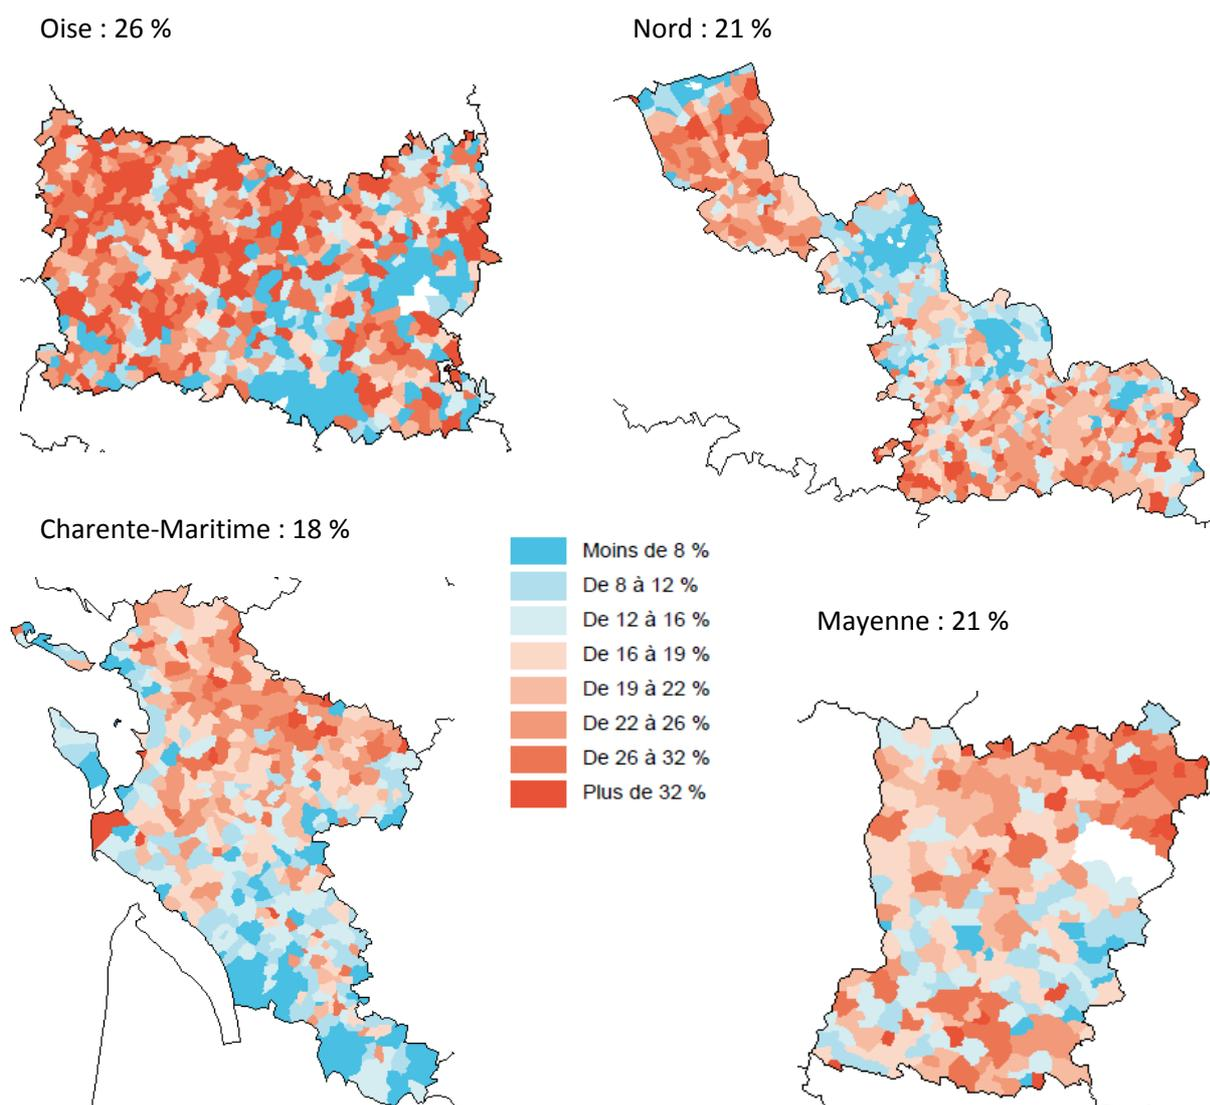 Oise : 26 %
Nord : 21 %
Charente-Maritime : 18 %
Moins de 8 %
De 8 à 12 %
De 12 à 16 %
De 16 à 19 %
De 19 à 22 %
De 22 à 26 %
De 26 à 32 %
Plus de 32 %
Mayenne : 21 %